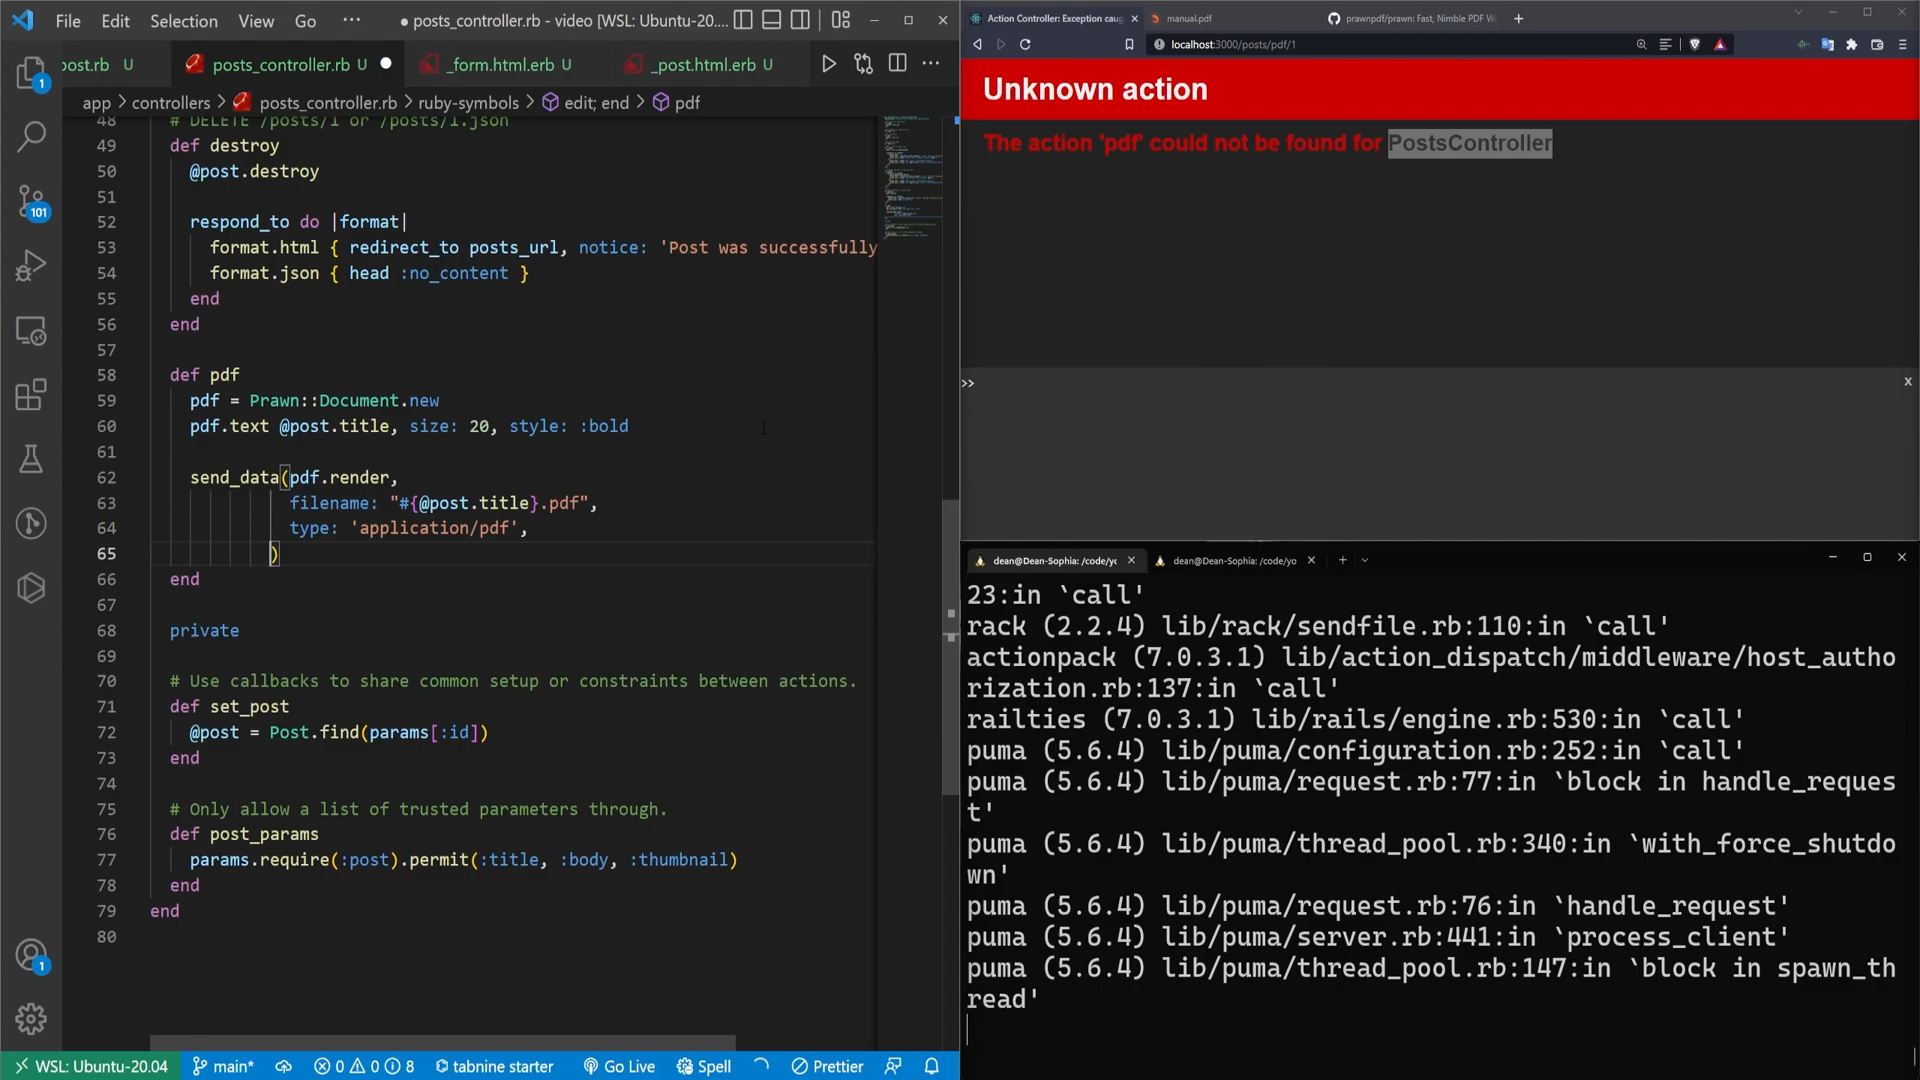 File Edit Selection View Go ··· ● posts_controller.rb - video [WSL: Ubuntu-20....
post.rb U posts_controller.rb U ● _form.html.erb U _post.html.erb U
app > controllers > posts_controller.rb > ruby-symbols > edit; end > pdf
48 # DELETE /posts/1 or /posts/1.json
49 def destroy
50 @post.destroy
51
52 respond_to do |format|
53 format.html { redirect_to posts_url, notice: 'Post was successfully
54 format.json { head :no_content }
55 end
56 end
57
58 def pdf
59 pdf = Prawn::Document.new
60 pdf.text @post.title, size: 20, style: :bold
61
62 send_data(pdf.render,
63 filename: "#{@post.title}.pdf",
64 type: 'application/pdf',
65 )
66 end
67
68 private
69
70 # Use callbacks to share common setup or constraints between actions.
71 def set_post
72 @post = Post.find(params[:id])
73 end
74
75 # Only allow a list of trusted parameters through.
76 def post_params
77 params.require(:post).permit(:title, :body, :thumbnail)
78 end
79 end
80
1
101
1
WSL: Ubuntu-20.04 main* 0 0 8 tabnine starter Go Live Spell Prettier
Action Controller: Exception caug manual.pdf prawnpdf/prawn: Fast, Nimble PDF W
localhost:3000/posts/pdf/1
Unknown action
The action 'pdf' could not be found for PostsController
>> x
dean@Dean-Sophia: /code/yo dean@Dean-Sophia: /code/yo
23:in `call'
rack (2.2.4) lib/rack/sendfile.rb:110:in `call'
actionpack (7.0.3.1) lib/action_dispatch/middleware/host_autho
rization.rb:137:in `call'
railties (7.0.3.1) lib/rails/engine.rb:530:in `call'
puma (5.6.4) lib/puma/configuration.rb:252:in `call'
puma (5.6.4) lib/puma/request.rb:77:in `block in handle_reques
t'
puma (5.6.4) lib/puma/thread_pool.rb:340:in `with_force_shutdo
wn'
puma (5.6.4) lib/puma/request.rb:76:in `handle_request'
puma (5.6.4) lib/puma/server.rb:441:in `process_client'
puma (5.6.4) lib/puma/thread_pool.rb:147:in `block in spawn_th
read'